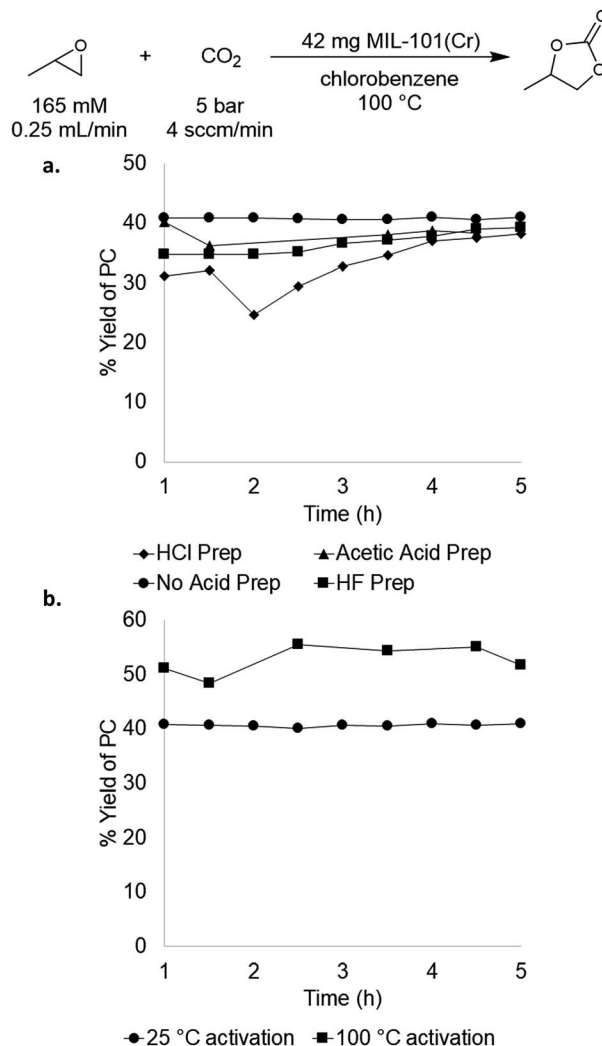 O
O
+ CO2 42 mg MIL-101(Cr) O
O
165 mM 5 bar chlorobenzene
0.25 mL/min 4 sccm/min 100 °C
a.
% Yield of PC
50
40
30
20
10
0
1 2 3 4 5
Time (h)
HCl Prep Acetic Acid Prep
No Acid Prep HF Prep
b.
% Yield of PC
60
50
40
30
20
10
0
1 2 3 4 5
Time (h)
25 °C activation 100 °C activation